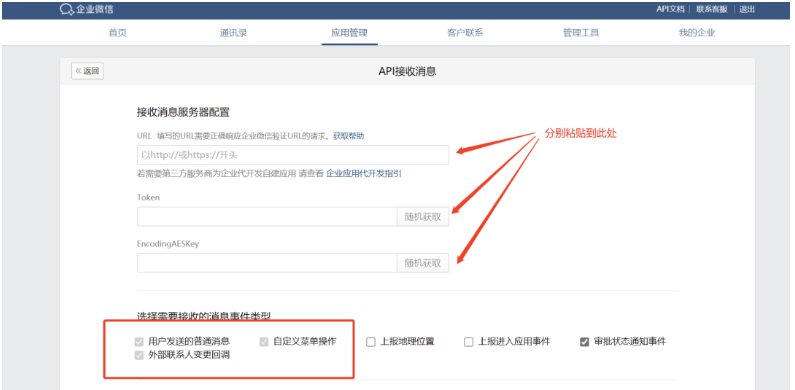 企业微信
API文档 | 联系客服 | 退出
首页 通讯录 应用管理 客户联系 管理工具 我的企业
« 返回 API接收消息
接收消息服务器配置
URL 填写的URL需要正确响应企业微信验证URL的请求。获取帮助
分别粘贴到此处
以http://或https://开头
若需要第三方服务商为企业代开发自建应用 请查看 企业应用代开发指引
Token
随机获取
EncodingAESKey
随机获取
选择需要接收的消息事件类型
用户发送的普通消息 自定义菜单操作 上报地理位置 上报进入应用事件 审批状态通知事件
外部联系人变更回调